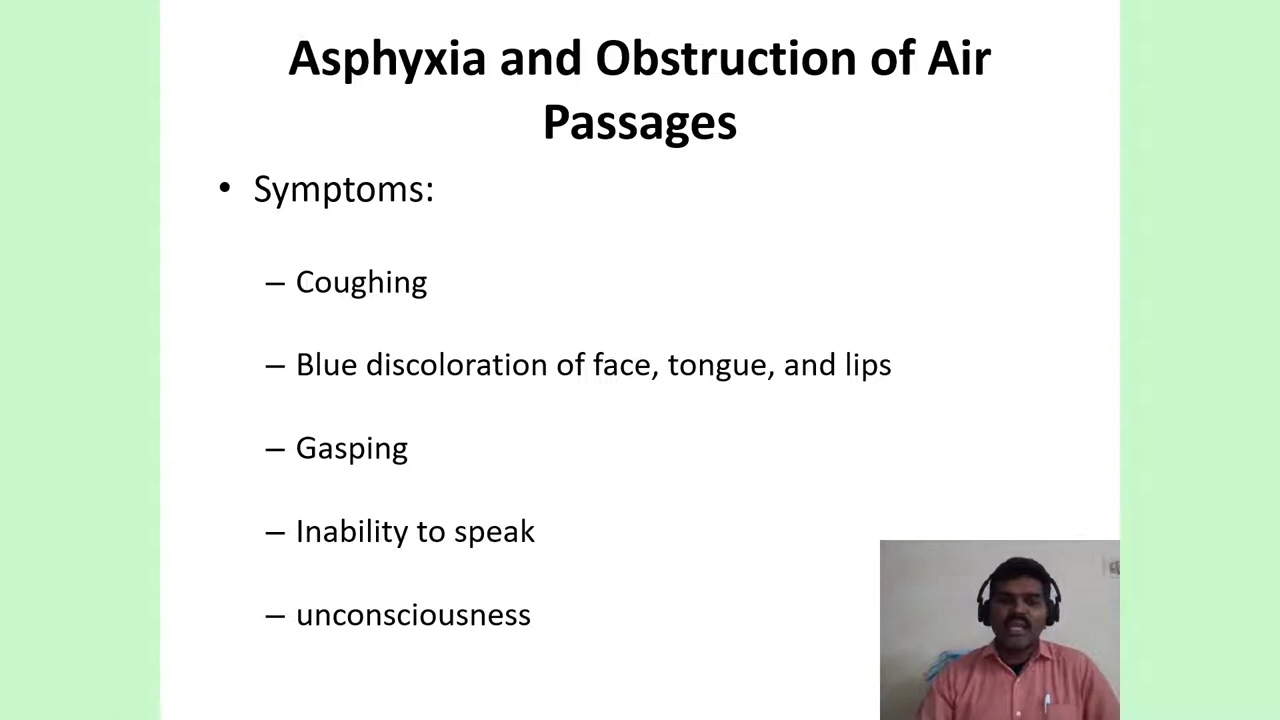 Asphyxia and Obstruction of Air
Passages
• Symptoms:
– Coughing
– Blue discoloration of face, tongue, and lips
– Gasping
– Inability to speak
– unconsciousness